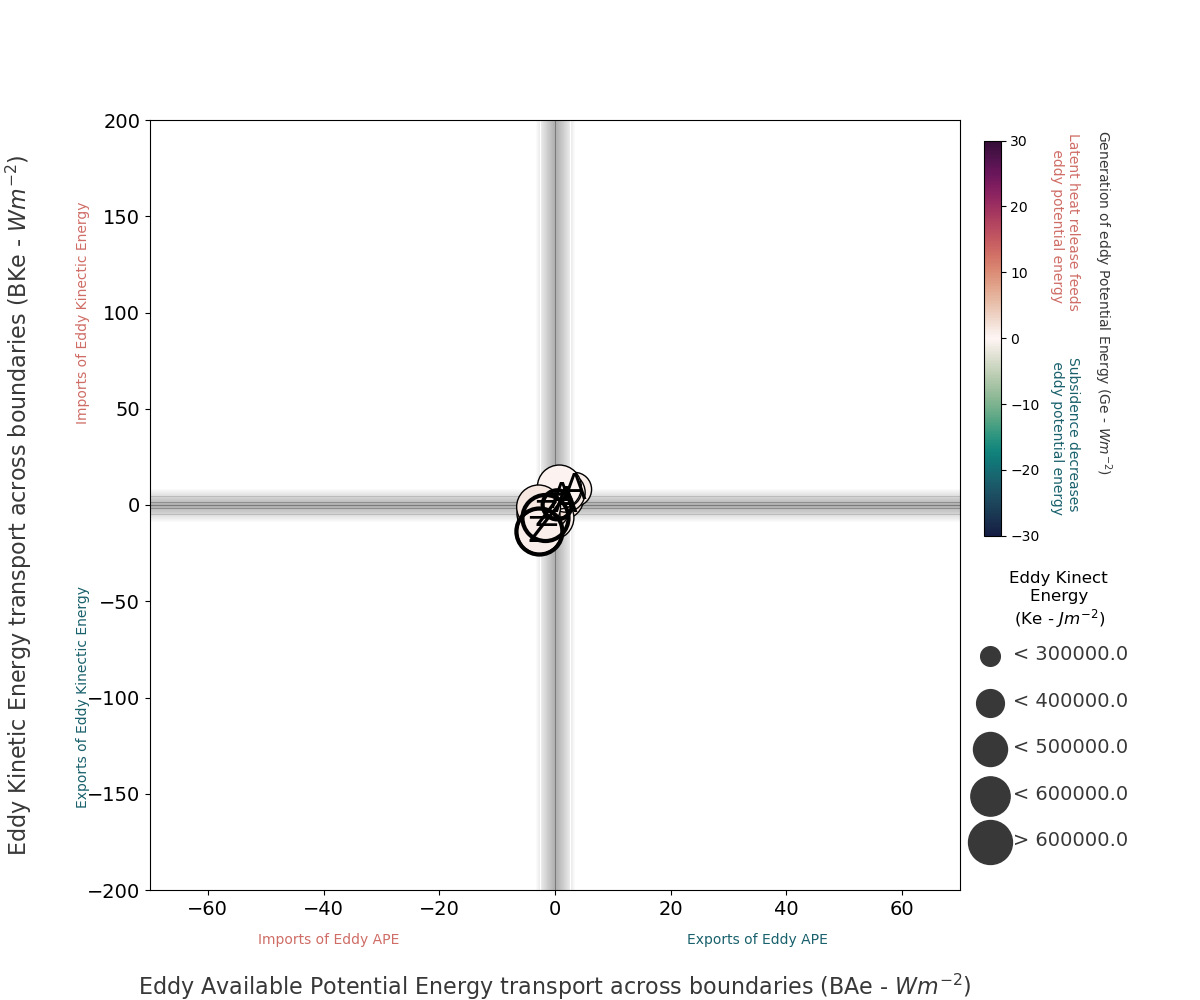 Eddy Kinetic Energy transport across boundaries (BKe - Wm⁻²)
Imports of Eddy Kinectic Energy
Exports of Eddy Kinectic Energy
200
150
100
50
0
−50
−100
−150
−200
A
Z
−60
−40
−20
0
20
40
60
Imports of Eddy APE
Exports of Eddy APE
Eddy Available Potential Energy transport across boundaries (BAe - Wm⁻²)
30
20
10
0
−10
−20
−30
Latent heat release feeds
eddy potential energy
Subsidence decreases
eddy potential energy
Generation of eddy Potential Energy (Ge - Wm⁻²)
Eddy Kinect
Energy
(Ke - Jm⁻²)
< 300000.0
< 400000.0
< 500000.0
< 600000.0
> 600000.0